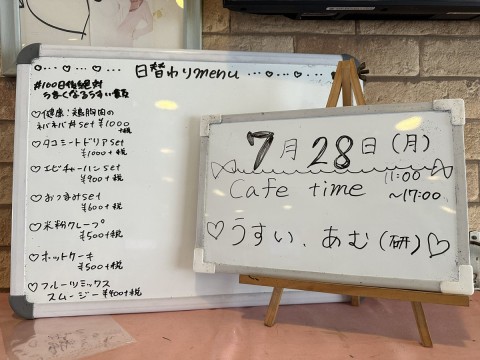 日替わりmenu
#100日後絶対
うまくなるうすい食飯
♡健康!鶏胸肉の
ネバネバ丼set ¥1000
+税
♡タコミートドリアset
¥1000+税
♡エビチャーハンset
¥900+税
♡おつまみset
¥600+税
♡米粉クレープ
¥500+税
♡ホットケーキ
¥500+税
♡フルーツミックス
スムージー¥400+税
7月28日(月)
Cafe time 11:00
~17:00
♡うすい、あむ(研)♡